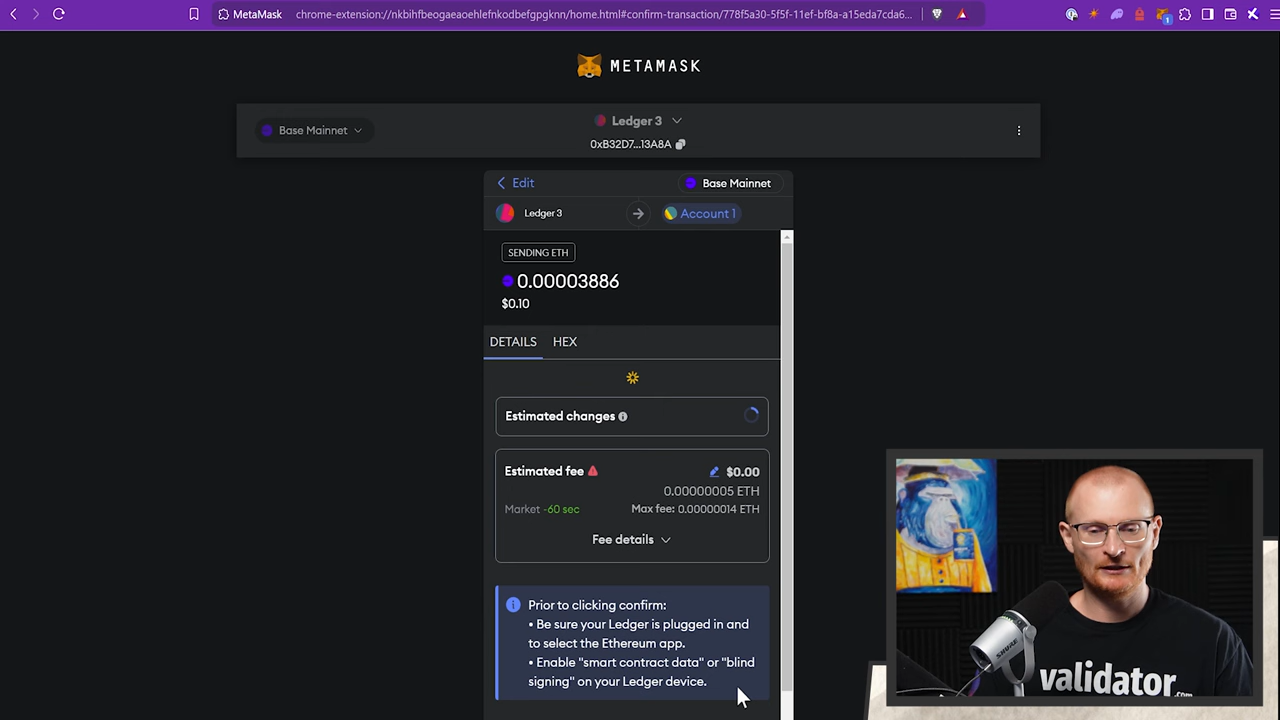 MetaMask
chrome-extension://nkbihfbeogaeaoehlefnkodbefgpgknn/home.html#confirm-transaction/778f5a30-5f5f-11ef-bf8a-a15eda7cda6...
1
METAMASK
Base Mainnet
Ledger 3
0xB32D7...13A8A
Edit
Base Mainnet
Ledger 3
Account 1
SENDING ETH
0.00003886
$0.10
DETAILS
HEX
Estimated changes
Estimated fee
$0.00
0.00000005 ETH
Market ~60 sec
Max fee: 0.00000014 ETH
Fee details
Prior to clicking confirm:
• Be sure your Ledger is plugged in and
to select the Ethereum app.
• Enable "smart contract data" or "blind
signing" on your Ledger device.
SHURE
validator.com